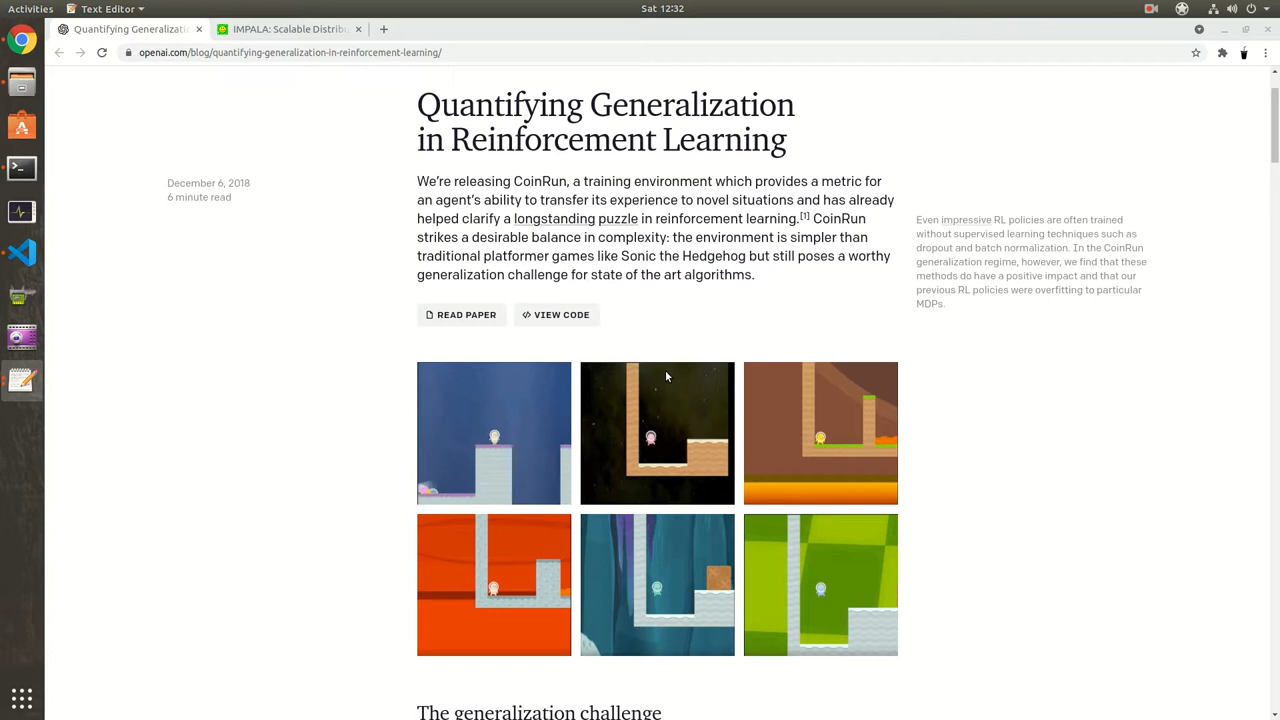 Activities
Text Editor
Sat 12:32
Quantifying Generalizati
IMPALA: Scalable Distribu
openai.com/blog/quantifying-generalization-in-reinforcement-learning/
Quantifying Generalization
in Reinforcement Learning
December 6, 2018
6 minute read
We’re releasing CoinRun, a training environment which provides a metric for
an agent’s ability to transfer its experience to novel situations and has already
helped clarify a longstanding puzzle in reinforcement learning.[1] CoinRun
strikes a desirable balance in complexity: the environment is simpler than
traditional platformer games like Sonic the Hedgehog but still poses a worthy
generalization challenge for state of the art algorithms.
Even impressive RL policies are often trained
without supervised learning techniques such as
dropout and batch normalization. In the CoinRun
generalization regime, however, we find that these
methods do have a positive impact and that our
previous RL policies were overfitting to particular
MDPs.
READ PAPER
VIEW CODE
The generalization challenge